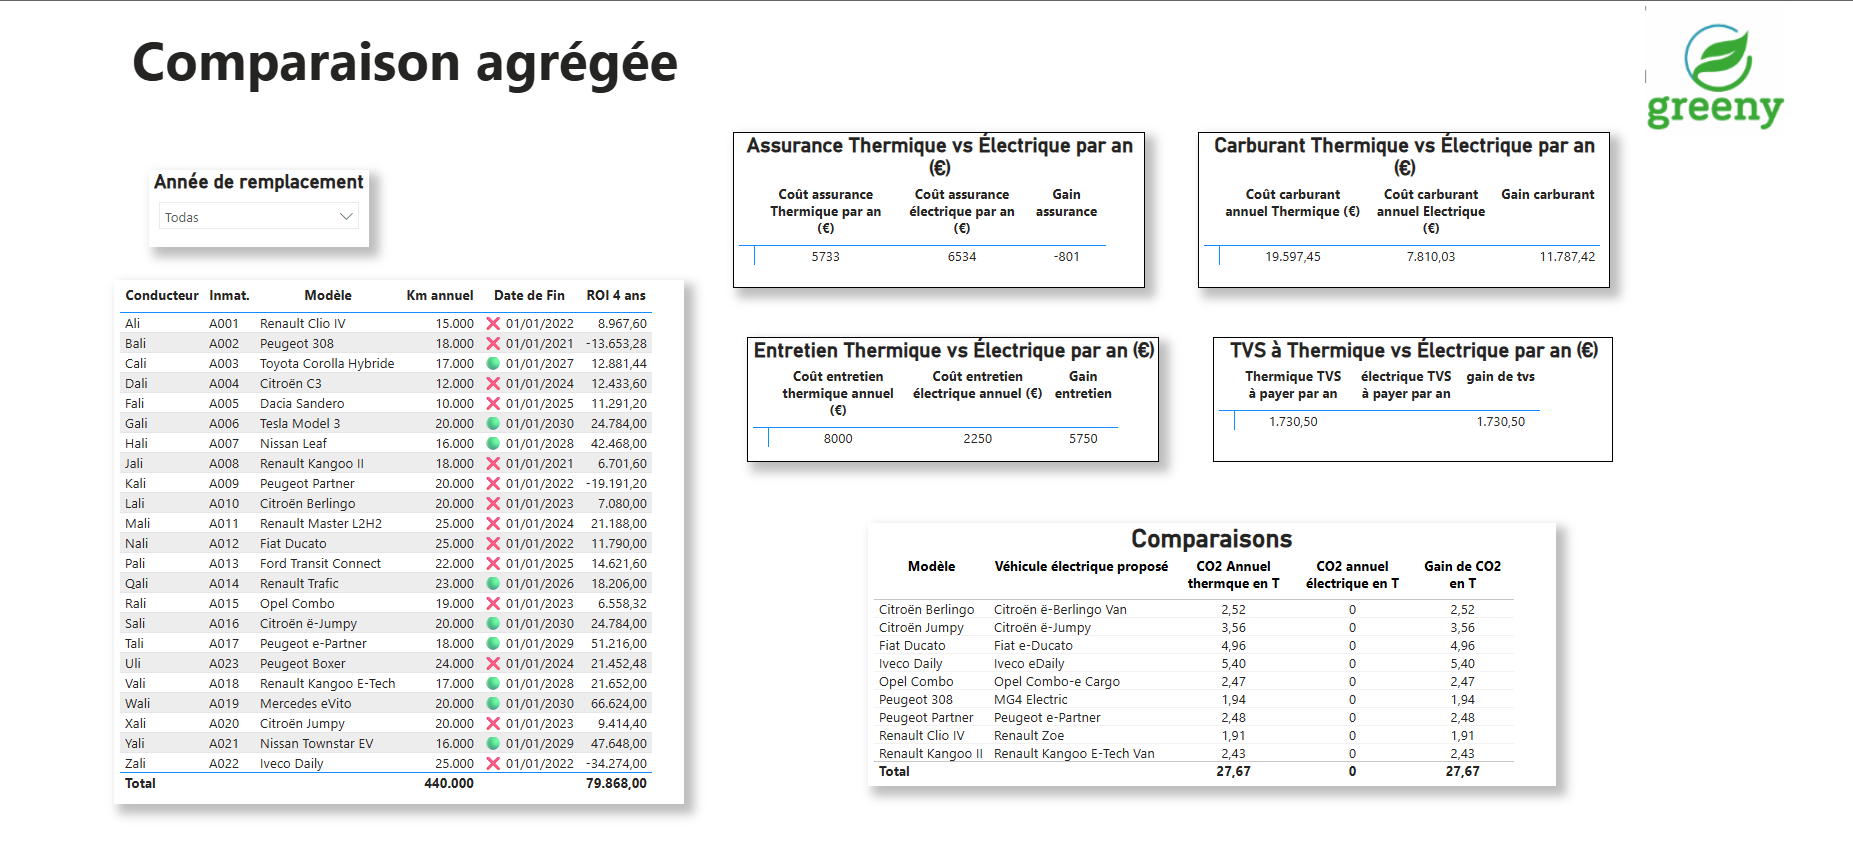 Comparaison agrégée
greeny
Année de remplacement
Todas
Conducteur Inmat. Modèle Km annuel Date de Fin ROI 4 ans
Ali A001 Renault Clio IV 15.000 01/01/2022 8.967,60
Bali A002 Peugeot 308 18.000 01/01/2021 -13.653,28
Cali A003 Toyota Corolla Hybride 17.000 01/01/2027 12.881,44
Dali A004 Citroën C3 12.000 01/01/2024 12.433,60
Fali A005 Dacia Sandero 10.000 01/01/2025 11.291,20
Gali A006 Tesla Model 3 20.000 01/01/2030 24.784,00
Hali A007 Nissan Leaf 16.000 01/01/2028 42.468,00
Jali A008 Renault Kangoo II 18.000 01/01/2021 6.701,60
Kali A009 Peugeot Partner 20.000 01/01/2022 -19.191,20
Lali A010 Citroën Berlingo 20.000 01/01/2023 7.080,00
Mali A011 Renault Master L2H2 25.000 01/01/2024 21.188,00
Nali A012 Fiat Ducato 25.000 01/01/2022 11.790,00
Pali A013 Ford Transit Connect 22.000 01/01/2025 14.621,60
Qali A014 Renault Trafic 23.000 01/01/2026 18.206,00
Rali A015 Opel Combo 19.000 01/01/2023 6.558,32
Sali A016 Citroën ë-Jumpy 20.000 01/01/2030 24.784,00
Tali A017 Peugeot e-Partner 18.000 01/01/2029 51.216,00
Uli A023 Peugeot Boxer 24.000 01/01/2024 21.452,48
Vali A018 Renault Kangoo E-Tech 17.000 01/01/2028 21.652,00
Wali A019 Mercedes eVito 20.000 01/01/2030 66.624,00
Xali A020 Citroën Jumpy 20.000 01/01/2023 9.414,40
Yali A021 Nissan Townstar EV 16.000 01/01/2029 47.648,00
Zali A022 Iveco Daily 25.000 01/01/2022 -34.274,00
Total 440.000 79.868,00
Assurance Thermique vs Électrique par an
(€)
Coût assurance Coût assurance Gain
Thermique par an électrique par an assurance
(€) (€)
5733 6534 -801
Carburant Thermique vs Électrique par an
(€)
Coût carburant Coût carburant Gain carburant
annuel Thermique (€) annuel Electrique
(€)
19.597,45 7.810,03 11.787,42
Entretien Thermique vs Électrique par an (€)
Coût entretien Coût entretien Gain
thermique annuel électrique annuel (€) entretien
(€)
8000 2250 5750
TVS à Thermique vs Électrique par an (€)
Thermique TVS électrique TVS gain de tvs
à payer par an à payer par an
1.730,50 1.730,50
Comparaisons
Modèle Véhicule électrique proposé CO2 Annuel CO2 annuel Gain de CO2
thermque en T électrique en T en T
Citroën Berlingo Citroën ë-Berlingo Van 2,52 0 2,52
Citroën Jumpy Citroën ë-Jumpy 3,56 0 3,56
Fiat Ducato Fiat e-Ducato 4,96 0 4,96
Iveco Daily Iveco eDaily 5,40 0 5,40
Opel Combo Opel Combo-e Cargo 2,47 0 2,47
Peugeot 308 MG4 Electric 1,94 0 1,94
Peugeot Partner Peugeot e-Partner 2,48 0 2,48
Renault Clio IV Renault Zoe 1,91 0 1,91
Renault Kangoo II Renault Kangoo E-Tech Van 2,43 0 2,43
Total 27,67 0 27,67